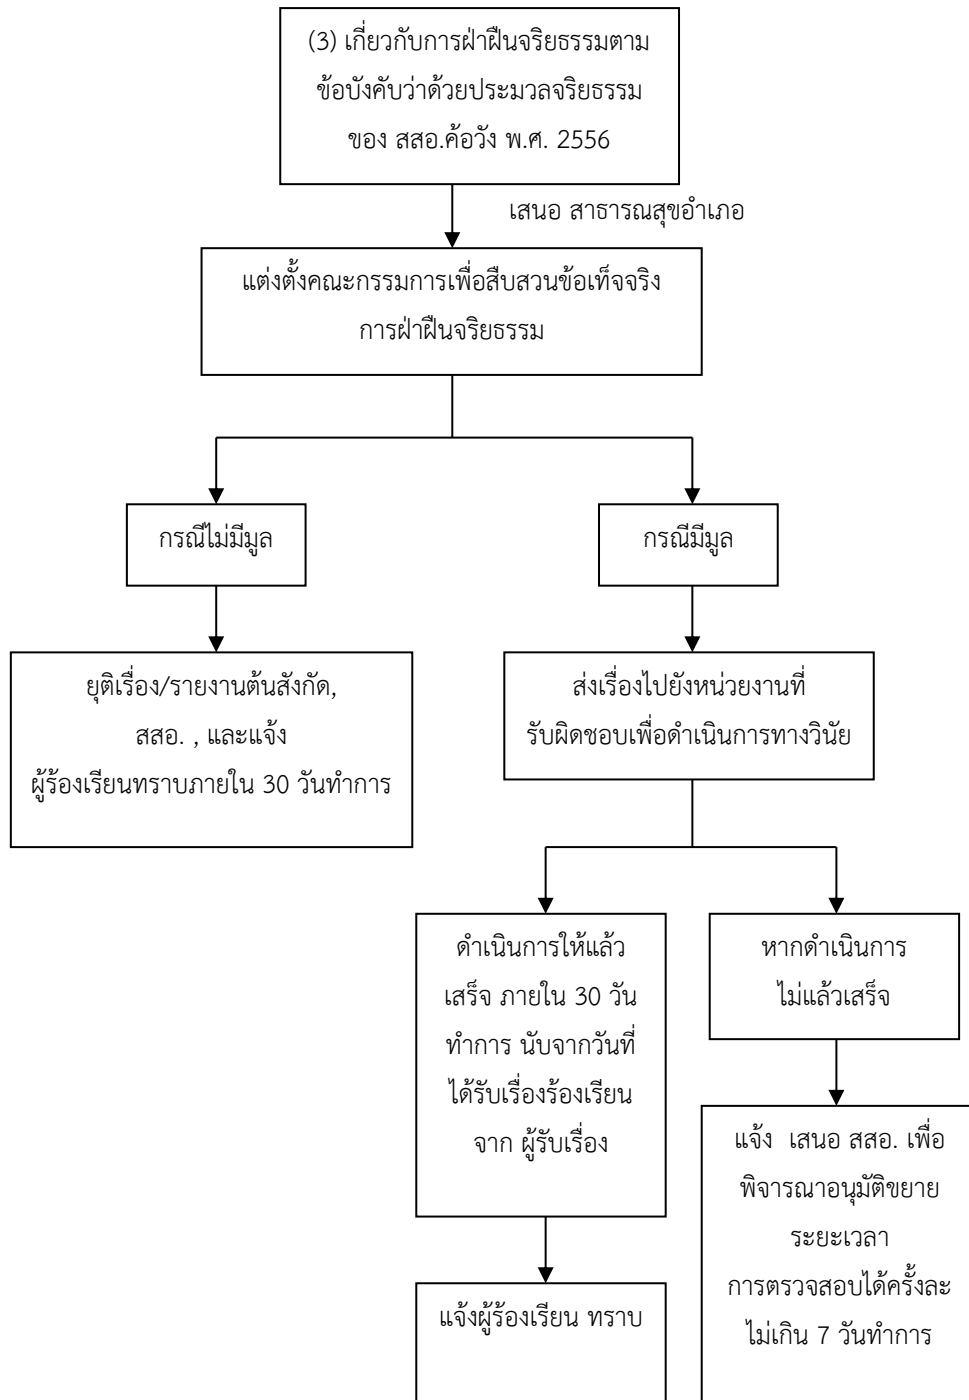 (3) เกี่ยวกับการฝ่าฝืนจริยธรรมตาม
ข้อบังคับว่าด้วยประมวลจริยธรรม
ของ สสอ.ค้อวัง พ.ศ. 2556
เสนอ สาธารณสุขอำเภอ
แต่งตั้งคณะกรรมการเพื่อสืบสวนข้อเท็จจริง
การฝ่าฝืนจริยธรรม
กรณีไม่มีมูล
กรณีมีมูล
ยุติเรื่อง/รายงานต้นสังกัด,
สสอ. , และแจ้ง
ผู้ร้องเรียนทราบภายใน 30 วันทำการ
ส่งเรื่องไปยังหน่วยงานที่
รับผิดชอบเพื่อดำเนินการทางวินัย
ดำเนินการให้แล้ว
เสร็จ ภายใน 30 วัน
ทำการ นับจากวันที่
ได้รับเรื่องร้องเรียน
จาก ผู้รับเรื่อง
หากดำเนินการ
ไม่แล้วเสร็จ
แจ้ง เสนอ สสอ. เพื่อ
พิจารณาอนุมัติขยาย
ระยะเวลา
การตรวจสอบได้ครั้งละ
ไม่เกิน 7 วันทำการ
แจ้งผู้ร้องเรียน ทราบ